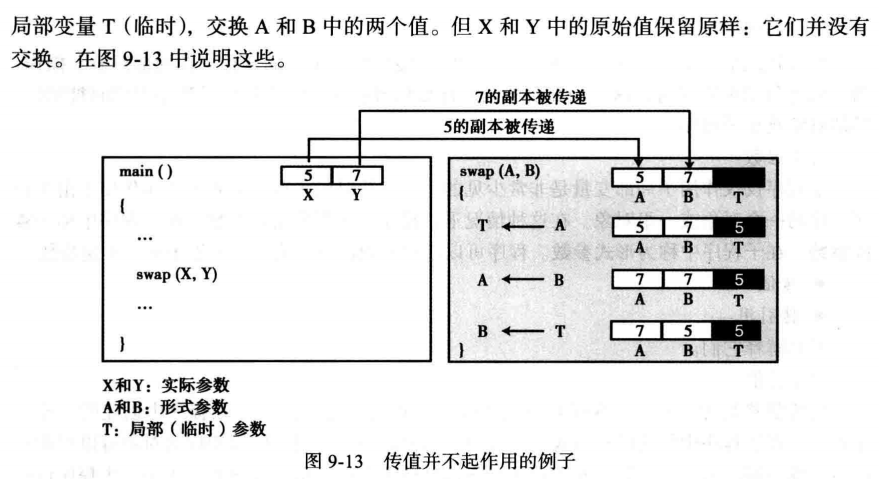 局部变量 T（临时），交换 A 和 B 中的两个值。但 X 和 Y 中的原始值保留原样：它们并没有
交换。在图 9-13 中说明这些。
7的副本被传递
5的副本被传递
main ( )
5 7
X Y
{
...
swap (X, Y)
...
}
swap (A, B)
5 7
A B T
{
T ← A
5 7 5
A B T
A ← B
7 7 5
A B T
B ← T
7 5 5
A B T
}
X和Y：实际参数
A和B：形式参数
T：局部（临时）参数
图 9-13 传值并不起作用的例子